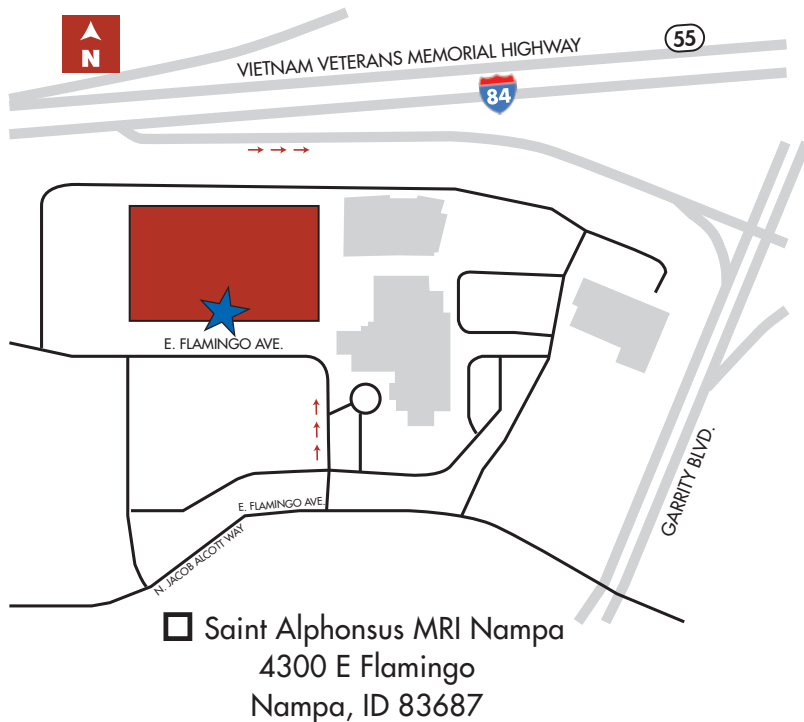 N
VIETNAM VETERANS MEMORIAL HIGHWAY
55
84
E. FLAMINGO AVE.
GARRITY BLVD.
E. FLAMINGO AVE.
N. JACOB ALCOTT WAY
Saint Alphonsus MRI Nampa
4300 E Flamingo
Nampa, ID 83687